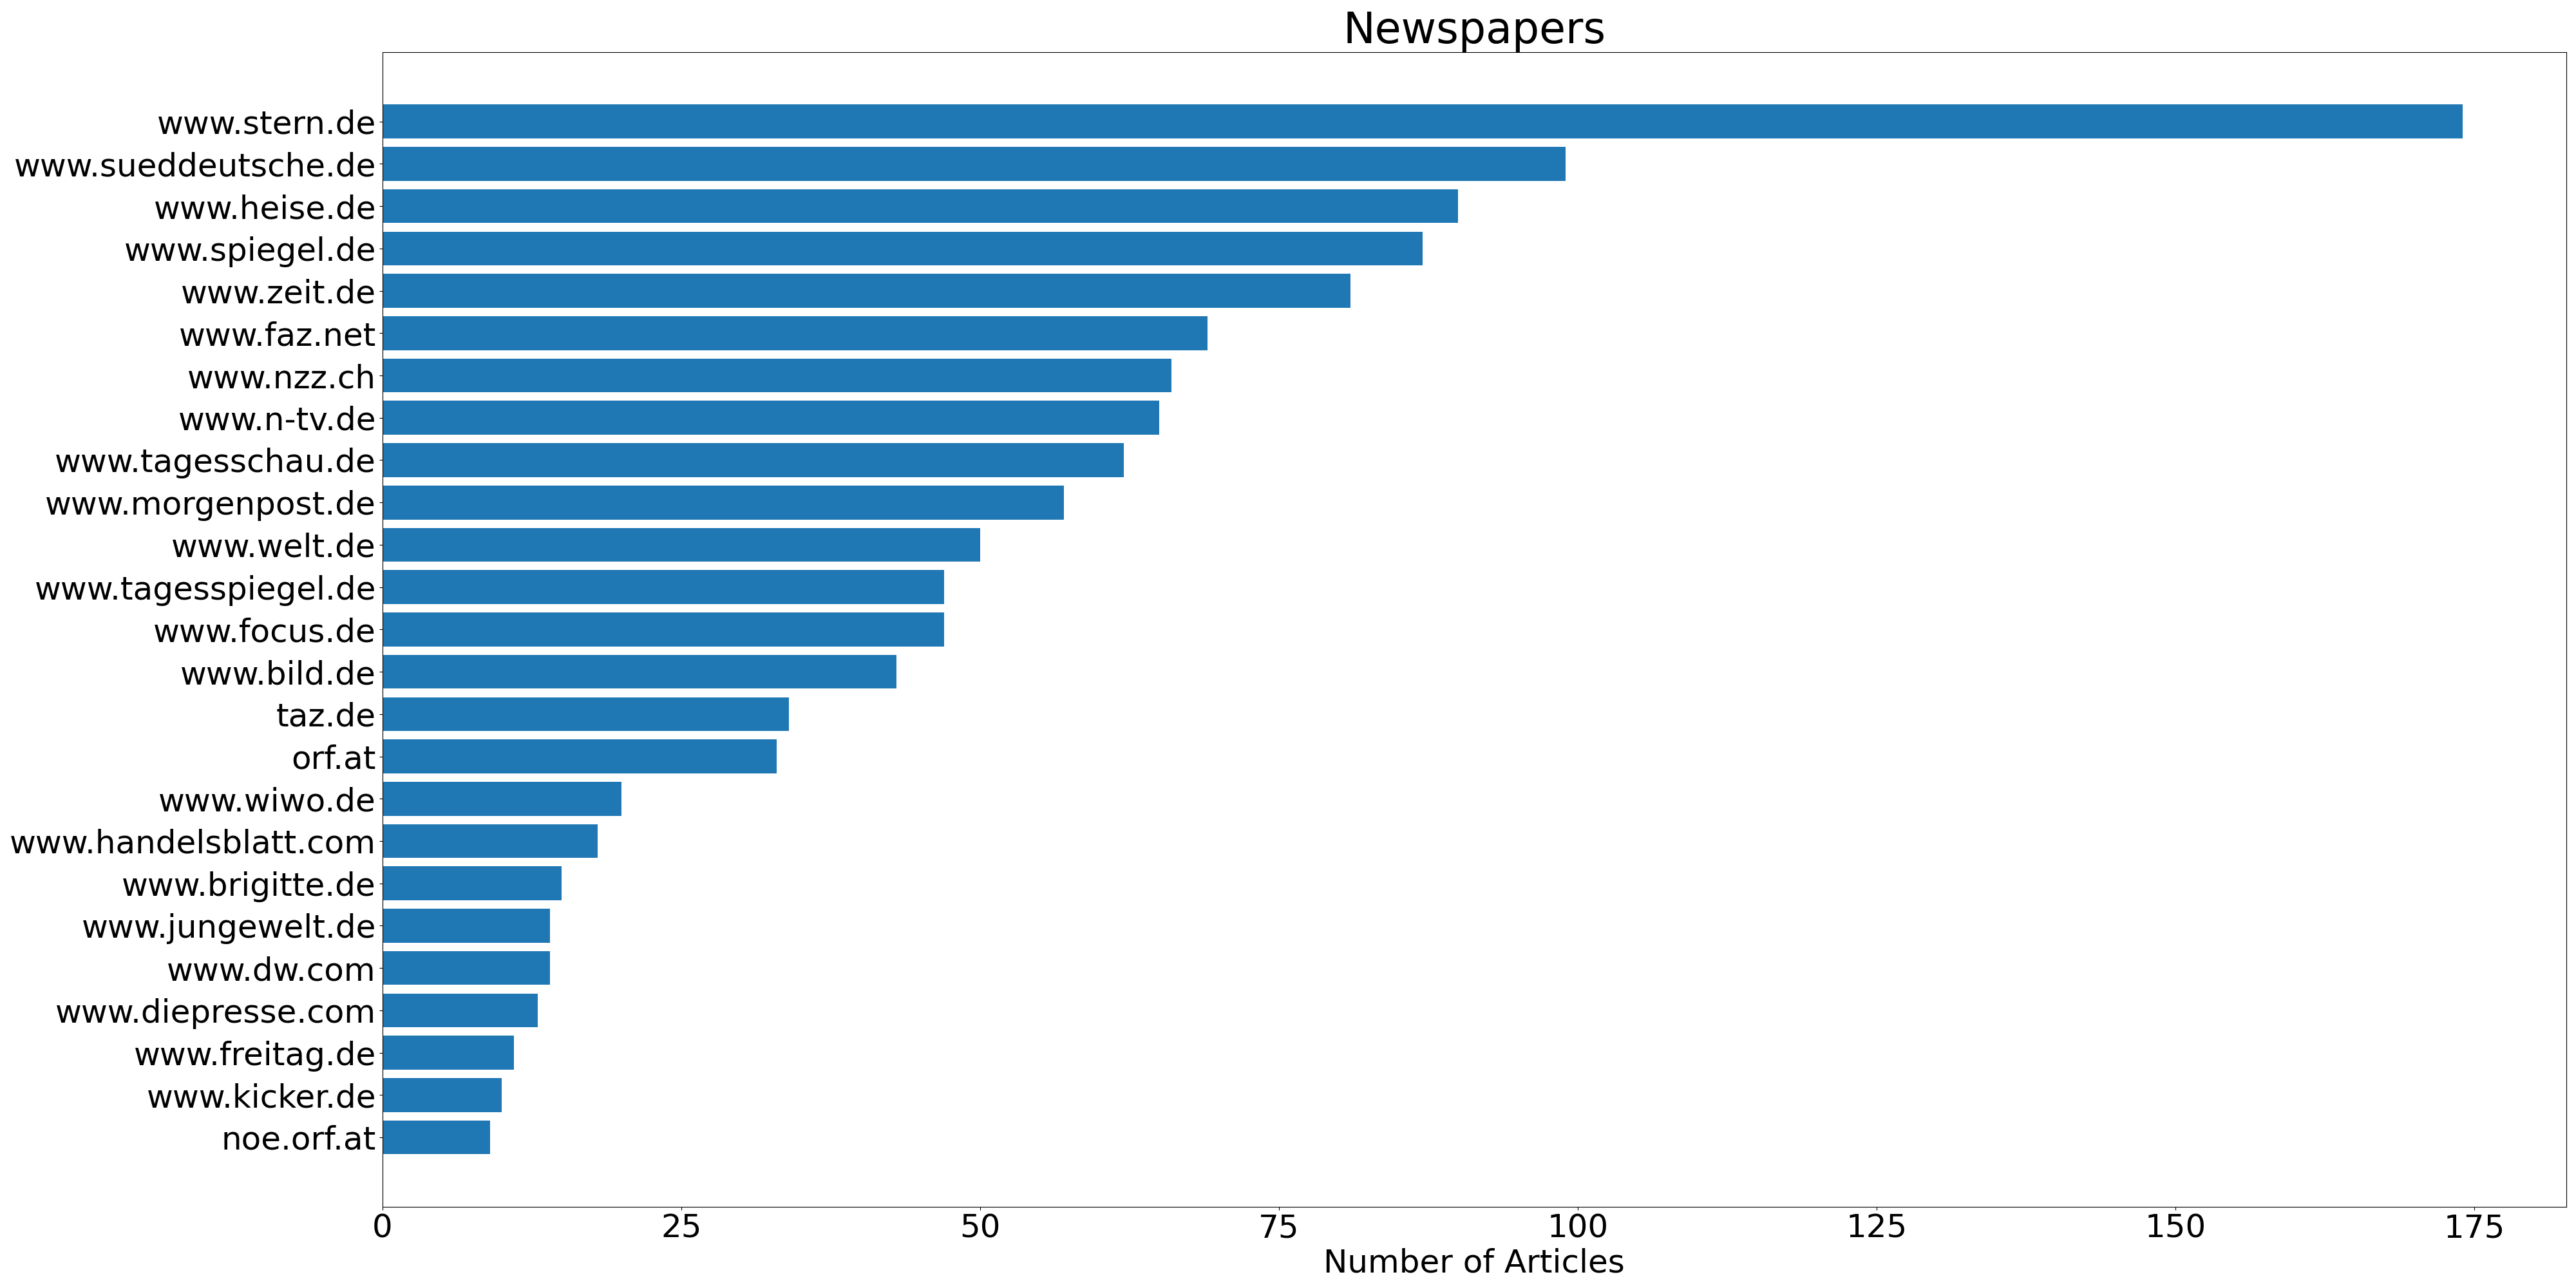 Newspapers
www.stern.de
www.sueddeutsche.de
www.heise.de
www.spiegel.de
www.zeit.de
www.faz.net
www.nzz.ch
www.n-tv.de
www.tagesschau.de
www.morgenpost.de
www.welt.de
www.tagesspiegel.de
www.focus.de
www.bild.de
taz.de
orf.at
www.wiwo.de
www.handelsblatt.com
www.brigitte.de
www.jungewelt.de
www.dw.com
www.diepresse.com
www.freitag.de
www.kicker.de
noe.orf.at
0 25 50 75 100 125 150 175
Number of Articles